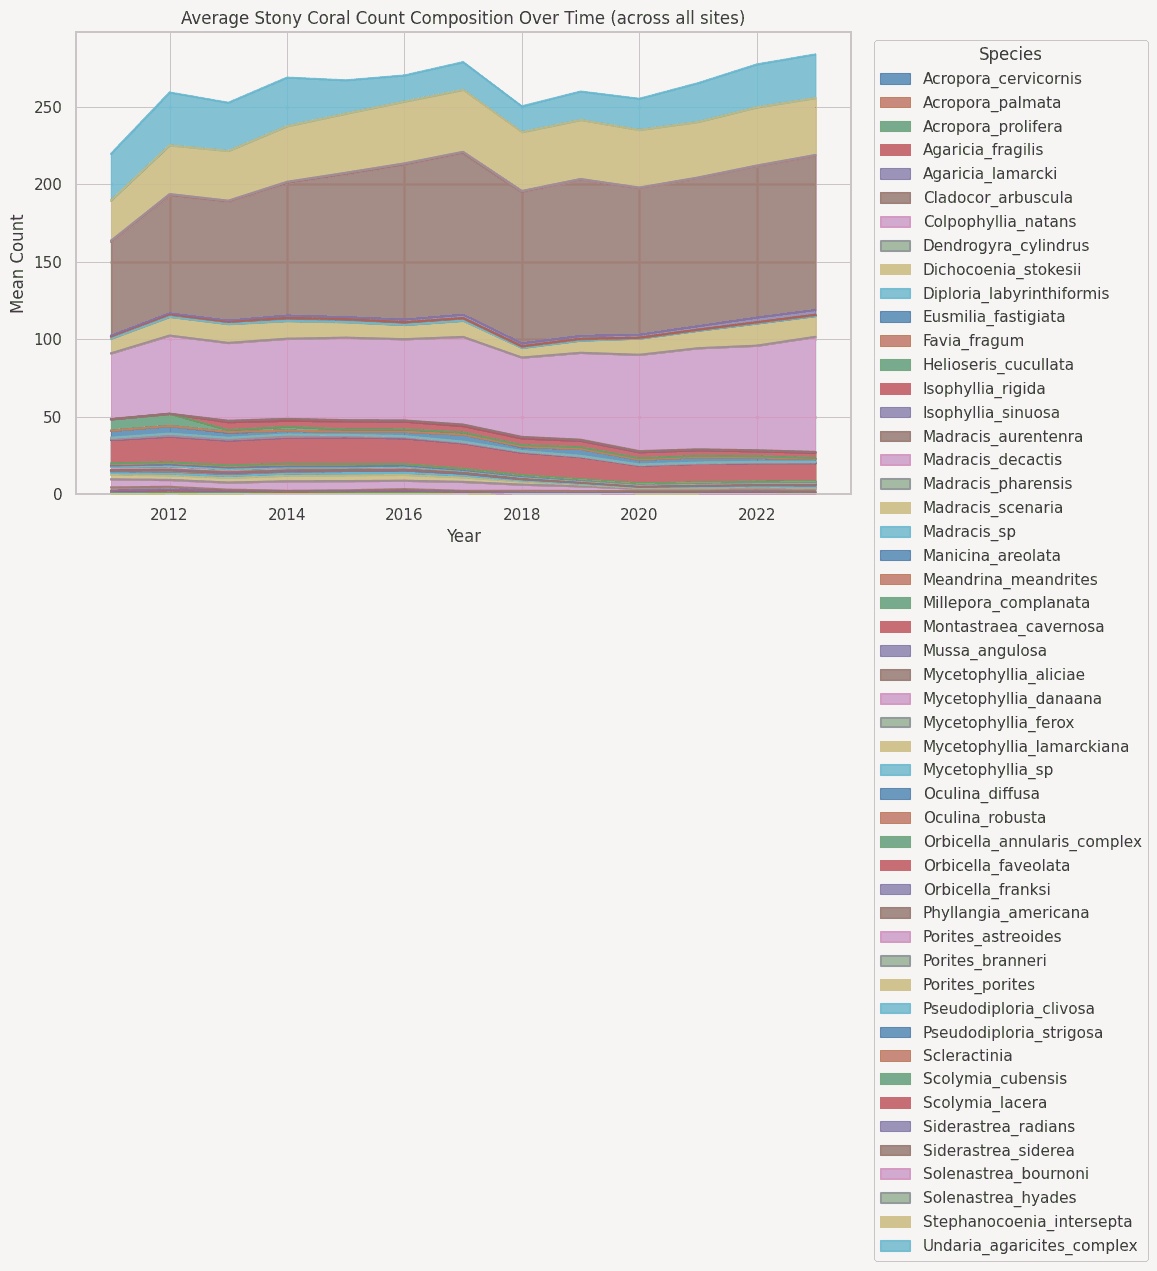 Average Stony Coral Count Composition Over Time (across all sites)
Mean Count
250
200
150
100
50
0
2012 2014 2016 2018 2020 2022
Year
Species
Acropora_cervicornis
Acropora_palmata
Acropora_prolifera
Agaricia_fragilis
Agaricia_lamarcki
Cladocor_arbuscula
Colpophyllia_natans
Dendrogyra_cylindrus
Dichocoenia_stokesii
Diploria_labyrinthiformis
Eusmilia_fastigiata
Favia_fragum
Helioseris_cucullata
Isophyllia_rigida
Isophyllia_sinuosa
Madracis_aurentenra
Madracis_decactis
Madracis_pharensis
Madracis_scenaria
Madracis_sp
Manicina_areolata
Meandrina_meandrites
Millepora_complanata
Montastraea_cavernosa
Mussa_angulosa
Mycetophyllia_aliciae
Mycetophyllia_danaana
Mycetophyllia_ferox
Mycetophyllia_lamarckiana
Mycetophyllia_sp
Oculina_diffusa
Oculina_robusta
Orbicella_annularis_complex
Orbicella_faveolata
Orbicella_franksi
Phyllangia_americana
Porites_astreoides
Porites_branneri
Porites_porites
Pseudodiploria_clivosa
Pseudodiploria_strigosa
Scleractinia
Scolymia_cubensis
Scolymia_lacera
Siderastrea_radians
Siderastrea_siderea
Solenastrea_bournoni
Solenastrea_hyades
Stephanocoenia_intersepta
Undaria_agaricites_complex